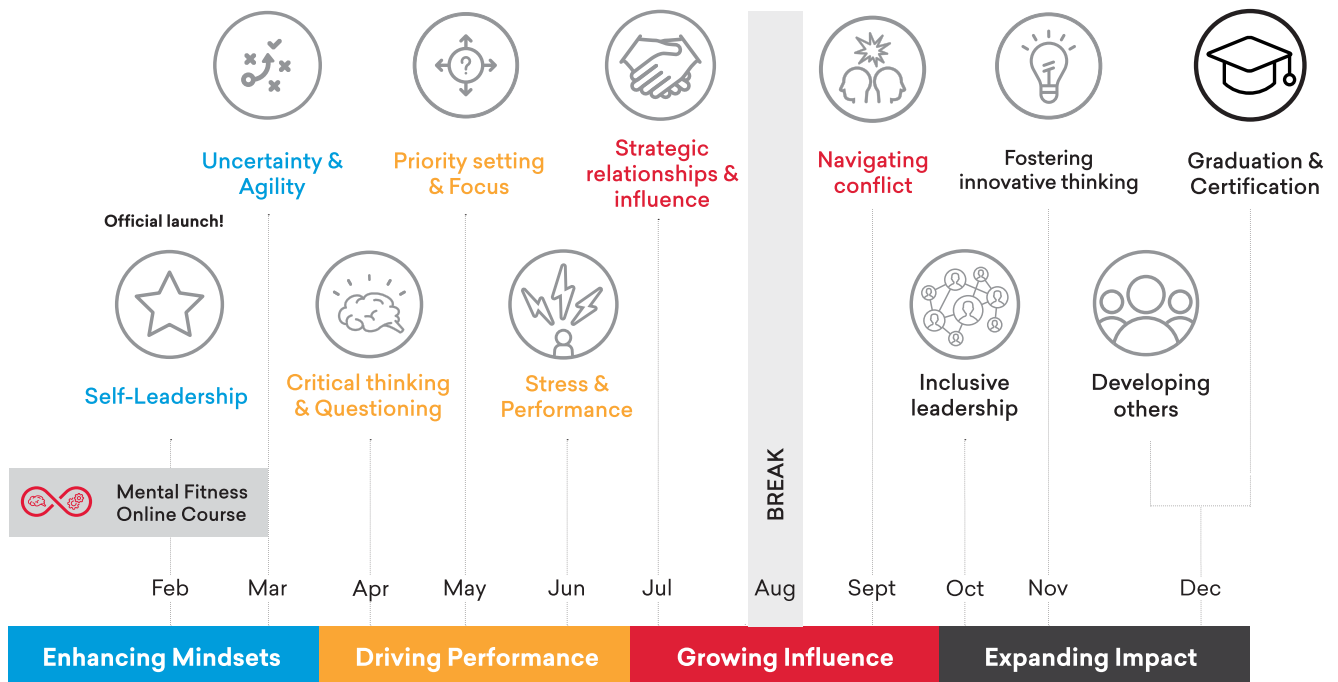 Uncertainty &
Agility
Priority setting
& Focus
?
Strategic
relationships &
influence
Navigating
conflict
Fostering
innovative thinking
Graduation &
Certification
Official launch!
Self-Leadership
Critical thinking
& Questioning
Stress &
Performance
Inclusive
leadership
Developing
others
BREAK
Mental Fitness
Online Course
Feb
Mar
Apr
May
Jun
Jul
Aug
Sept
Oct
Nov
Dec
Enhancing Mindsets
Driving Performance
Growing Influence
Expanding Impact